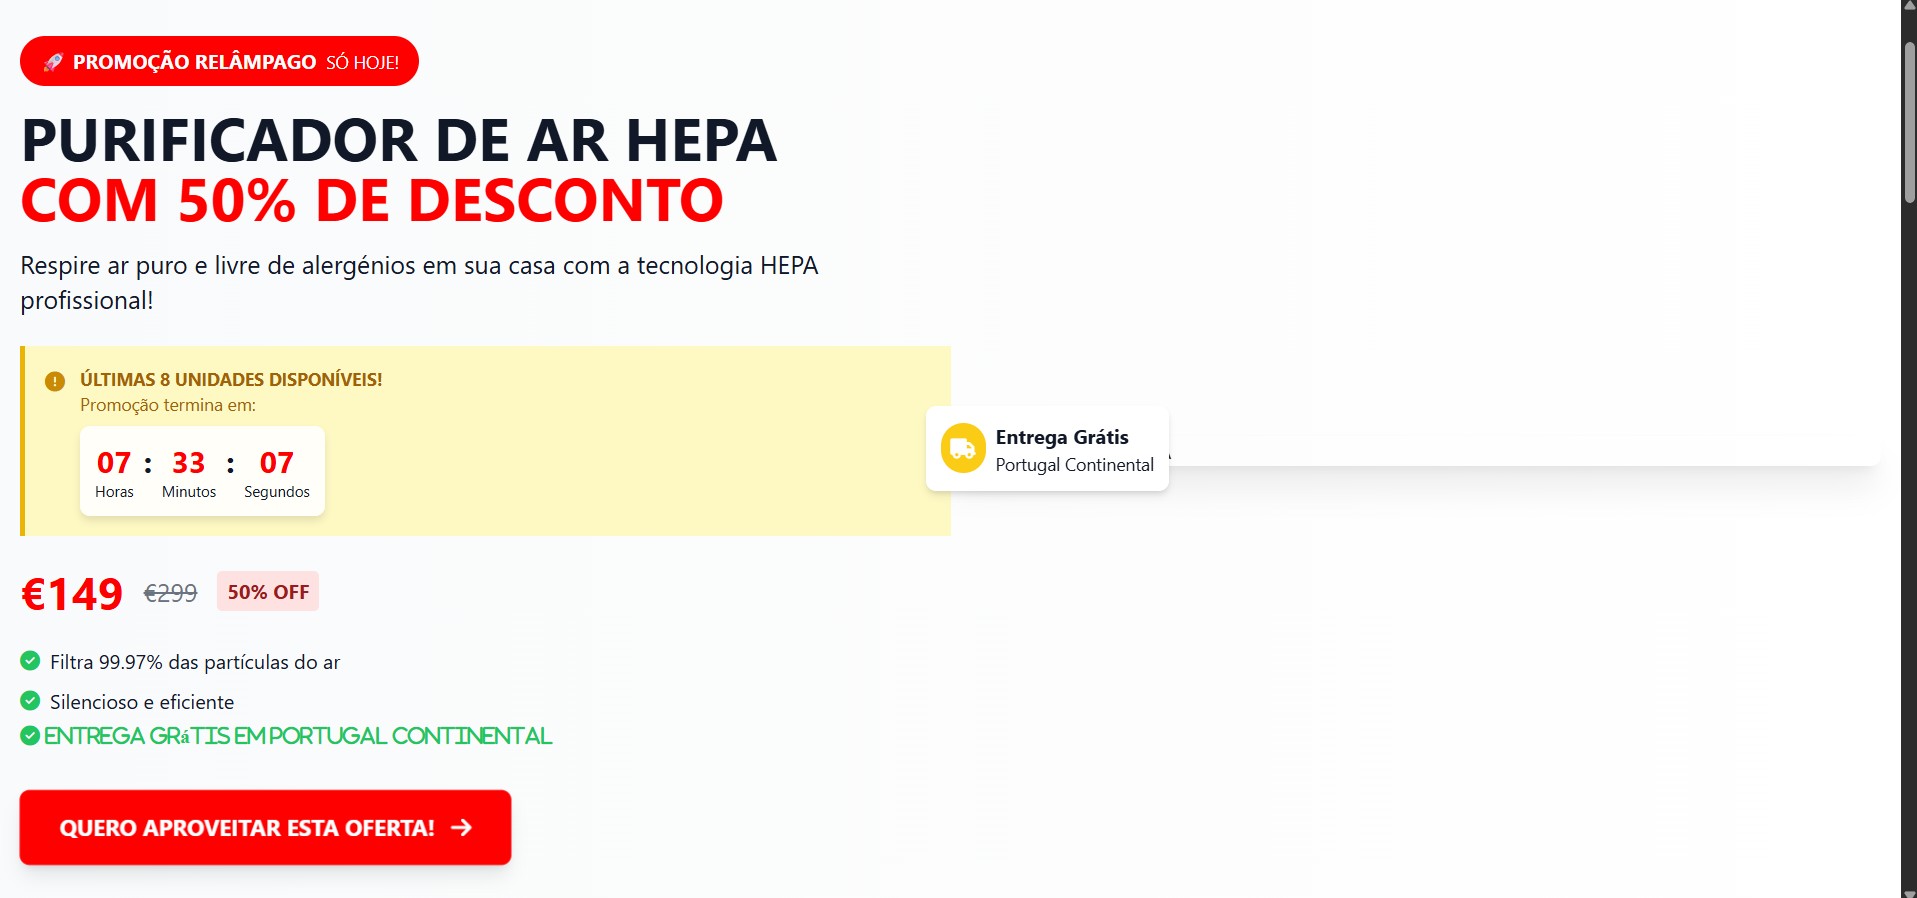 🚀 PROMOÇÃO RELÂMPAGO SÓ HOJE!
PURIFICADOR DE AR HEPA
COM 50% DE DESCONTO
Respire ar puro e livre de alergénios em sua casa com a tecnologia HEPA
profissional!
ÚLTIMAS 8 UNIDADES DISPONÍVEIS!
Promoção termina em:
07 : 33 : 07
Horas Minutos Segundos
Entrega Grátis
Portugal Continental
€149 €299 50% OFF
Filtra 99.97% das partículas do ar
Silencioso e eficiente
ENTREGA GRáTIS EM PORTUGAL CONTINENTAL
QUERO APROVEITAR ESTA OFERTA! →